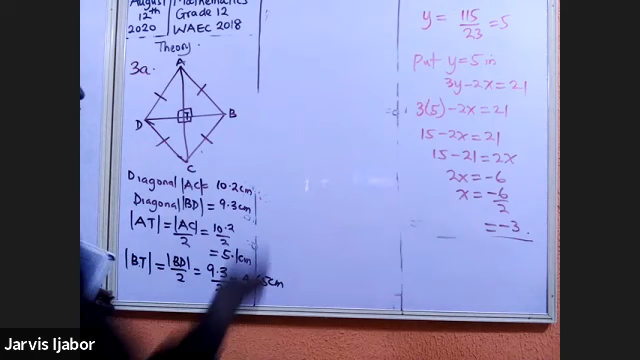 August Mathematics
12th Grade 12
2020 WAEC 2018
Theory
3a.
A
D
B
C
Diagonal |AC| = 10.2cm
Diagonal |BD| = 9.3cm
|AT| = |AC|/2 = 10.2/2
= 5.1cm
|BT| = |BD|/2 = 9.3
5cm
y = 115/23 = 5
Put y = 5 in
3y - 2x = 21
3(5) - 2x = 21
15 - 2x = 21
15 - 21 = 2x
2x = -6
x = -6/2
= -3.
Jarvis Ijabor